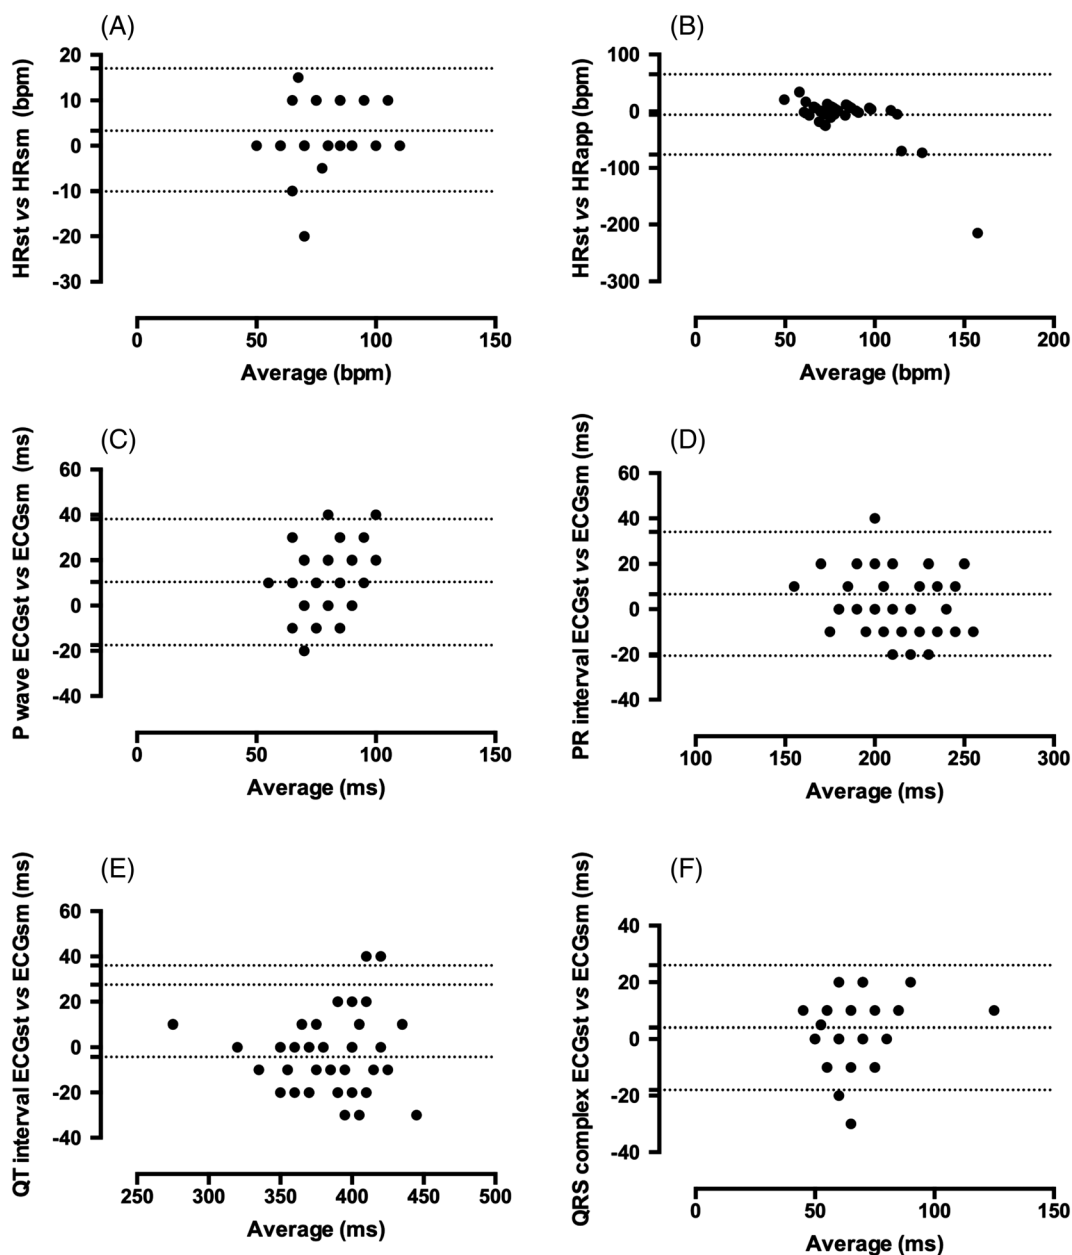 (A)
HRst vs HRsm (bpm)
20
10
0
-10
-20
-30
0 50 100 150
Average (bpm)
(B)
HRst vs HRapp (bpm)
100
0
-100
-200
-300
0 50 100 150 200
Average (bpm)
(C)
P wave ECGst vs ECGsm (ms)
60
40
20
0
-20
-40
0 50 100 150
Average (ms)
(D)
PR interval ECGst vs ECGsm (ms)
60
40
20
0
-20
-40
100 150 200 250 300
Average (ms)
(E)
QT interval ECGst vs ECGsm (ms)
60
40
20
0
-20
-40
250 300 350 400 450 500
Average (ms)
(F)
QRS complex ECGst vs ECGsm (ms)
40
20
0
-20
-40
0 50 100 150
Average (ms)